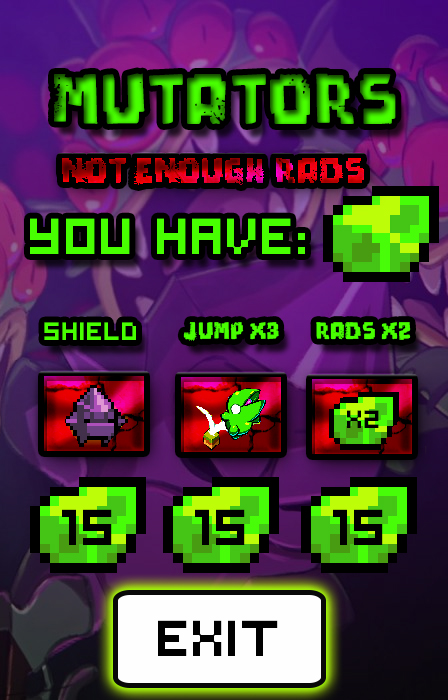 MUTATORS
NOT ENOUGH RADS
YOU HAVE:
SHIELD JUMP X3 RADS X2
X2
15 15 15
EXIT